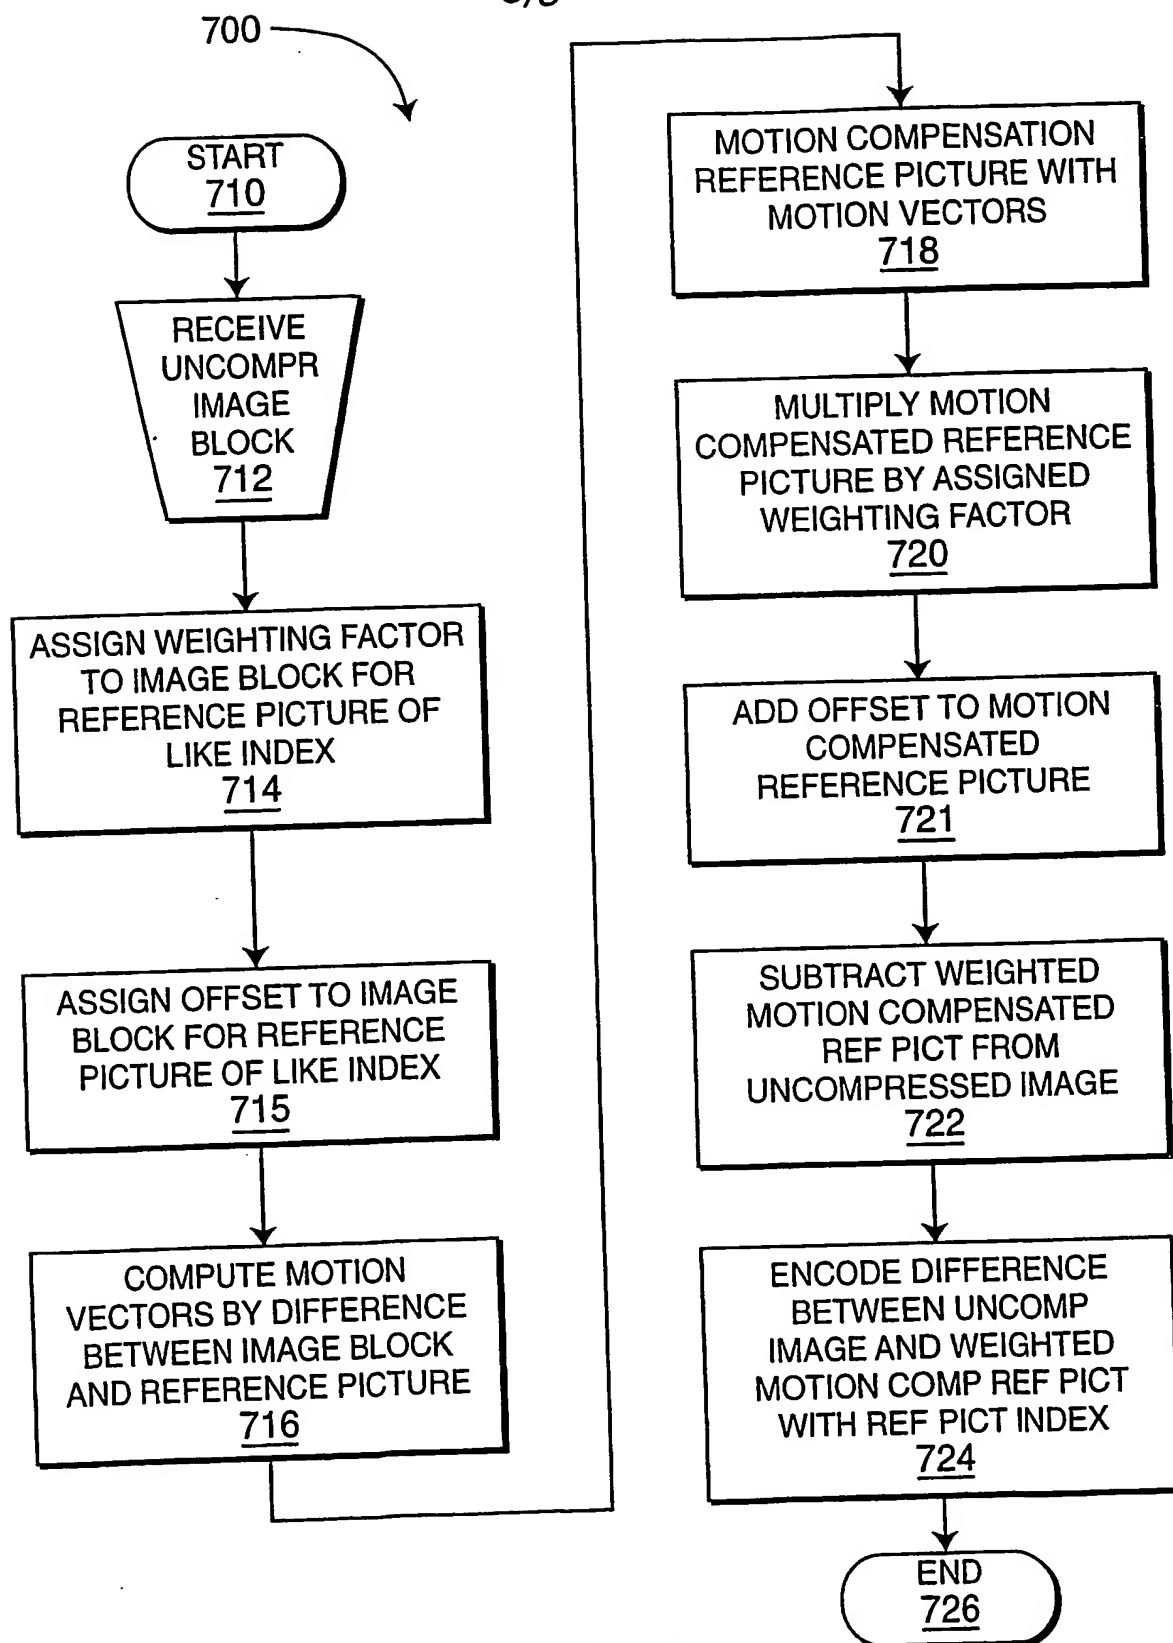 700
START
710
RECEIVE
UNCOMPR
IMAGE
BLOCK
712
ASSIGN WEIGHTING FACTOR
TO IMAGE BLOCK FOR
REFERENCE PICTURE OF
LIKE INDEX
714
ASSIGN OFFSET TO IMAGE
BLOCK FOR REFERENCE
PICTURE OF LIKE INDEX
715
COMPUTE MOTION
VECTORS BY DIFFERENCE
BETWEEN IMAGE BLOCK
AND REFERENCE PICTURE
716
MOTION COMPENSATION
REFERENCE PICTURE WITH
MOTION VECTORS
718
MULTIPLY MOTION
COMPENSATED REFERENCE
PICTURE BY ASSIGNED
WEIGHTING FACTOR
720
ADD OFFSET TO MOTION
COMPENSATED
REFERENCE PICTURE
721
SUBTRACT WEIGHTED
MOTION COMPENSATED
REF PICT FROM
UNCOMPRESSED IMAGE
722
ENCODE DIFFERENCE
BETWEEN UNCOMP
IMAGE AND WEIGHTED
MOTION COMP REF PICT
WITH REF PICT INDEX
724
END
726